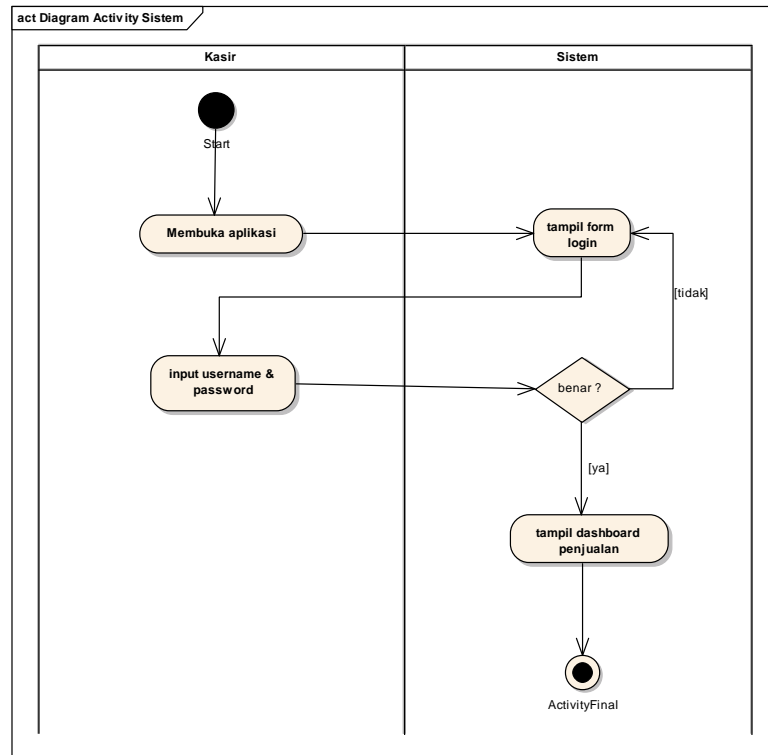 act Diagram Activity Sistem
Kasir
Sistem
Start
Membuka aplikasi
tampil form
login
[tidak]
input username &
password
benar ?
[ya]
tampil dashboard
penjualan
ActivityFinal